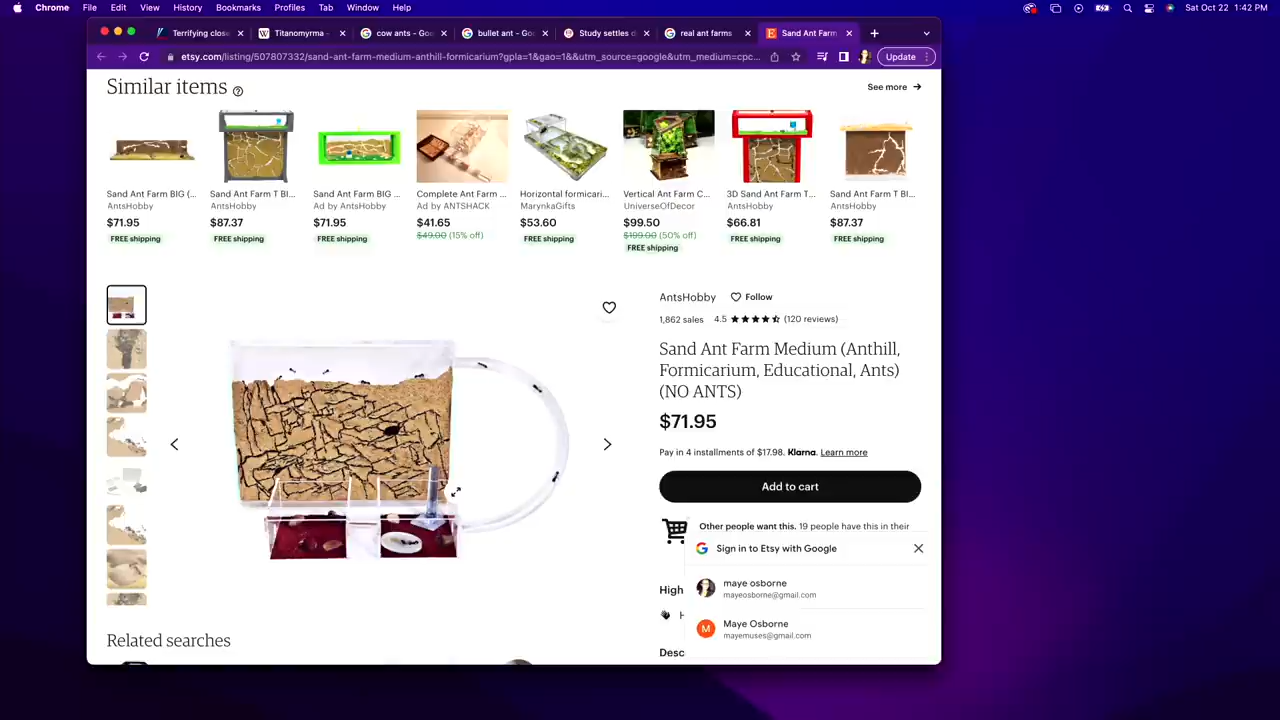 Chrome File Edit View History Bookmarks Profiles Tab Window Help Sat Oct 22 1:42 PM
Terrifying close Titanomyrma - cow ants - Goo bullet ant - Goo Study settles d real ant farms Sand Ant Farm
etsy.com/listing/507807332/sand-ant-farm-medium-anthill-formicarium?gpla=1&gao=1&&utm_source=google&utm_medium=cpc... Update
Similar items See more
Sand Ant Farm BIG (... Sand Ant Farm T BI... Sand Ant Farm BIG ... Complete Ant Farm ... Horizontal formicari... Vertical Ant Farm C... 3D Sand Ant Farm T... Sand Ant Farm T BI...
AntsHobby AntsHobby Ad by AntsHobby Ad by ANTSHACK MarynkaGifts UniverseOfDecor AntsHobby AntsHobby
$71.95 $87.37 $71.95 $41.65 $53.60 $99.50 $66.81 $87.37
$49.00 (15% off) $199.00 (50% off)
FREE shipping FREE shipping FREE shipping FREE shipping FREE shipping FREE shipping FREE shipping
AntsHobby Follow
1,862 sales 4.5 (120 reviews)
Sand Ant Farm Medium (Anthill,
Formicarium, Educational, Ants)
(NO ANTS)
$71.95
Pay in 4 installments of $17.98. Klarna. Learn more
Add to cart
Other people want this. 19 people have this in their
Sign in to Etsy with Google
High
maye osborne
mayeosborne@gmail.com
H
Maye Osborne
M
mayemuses@gmail.com
Related searches
Desc